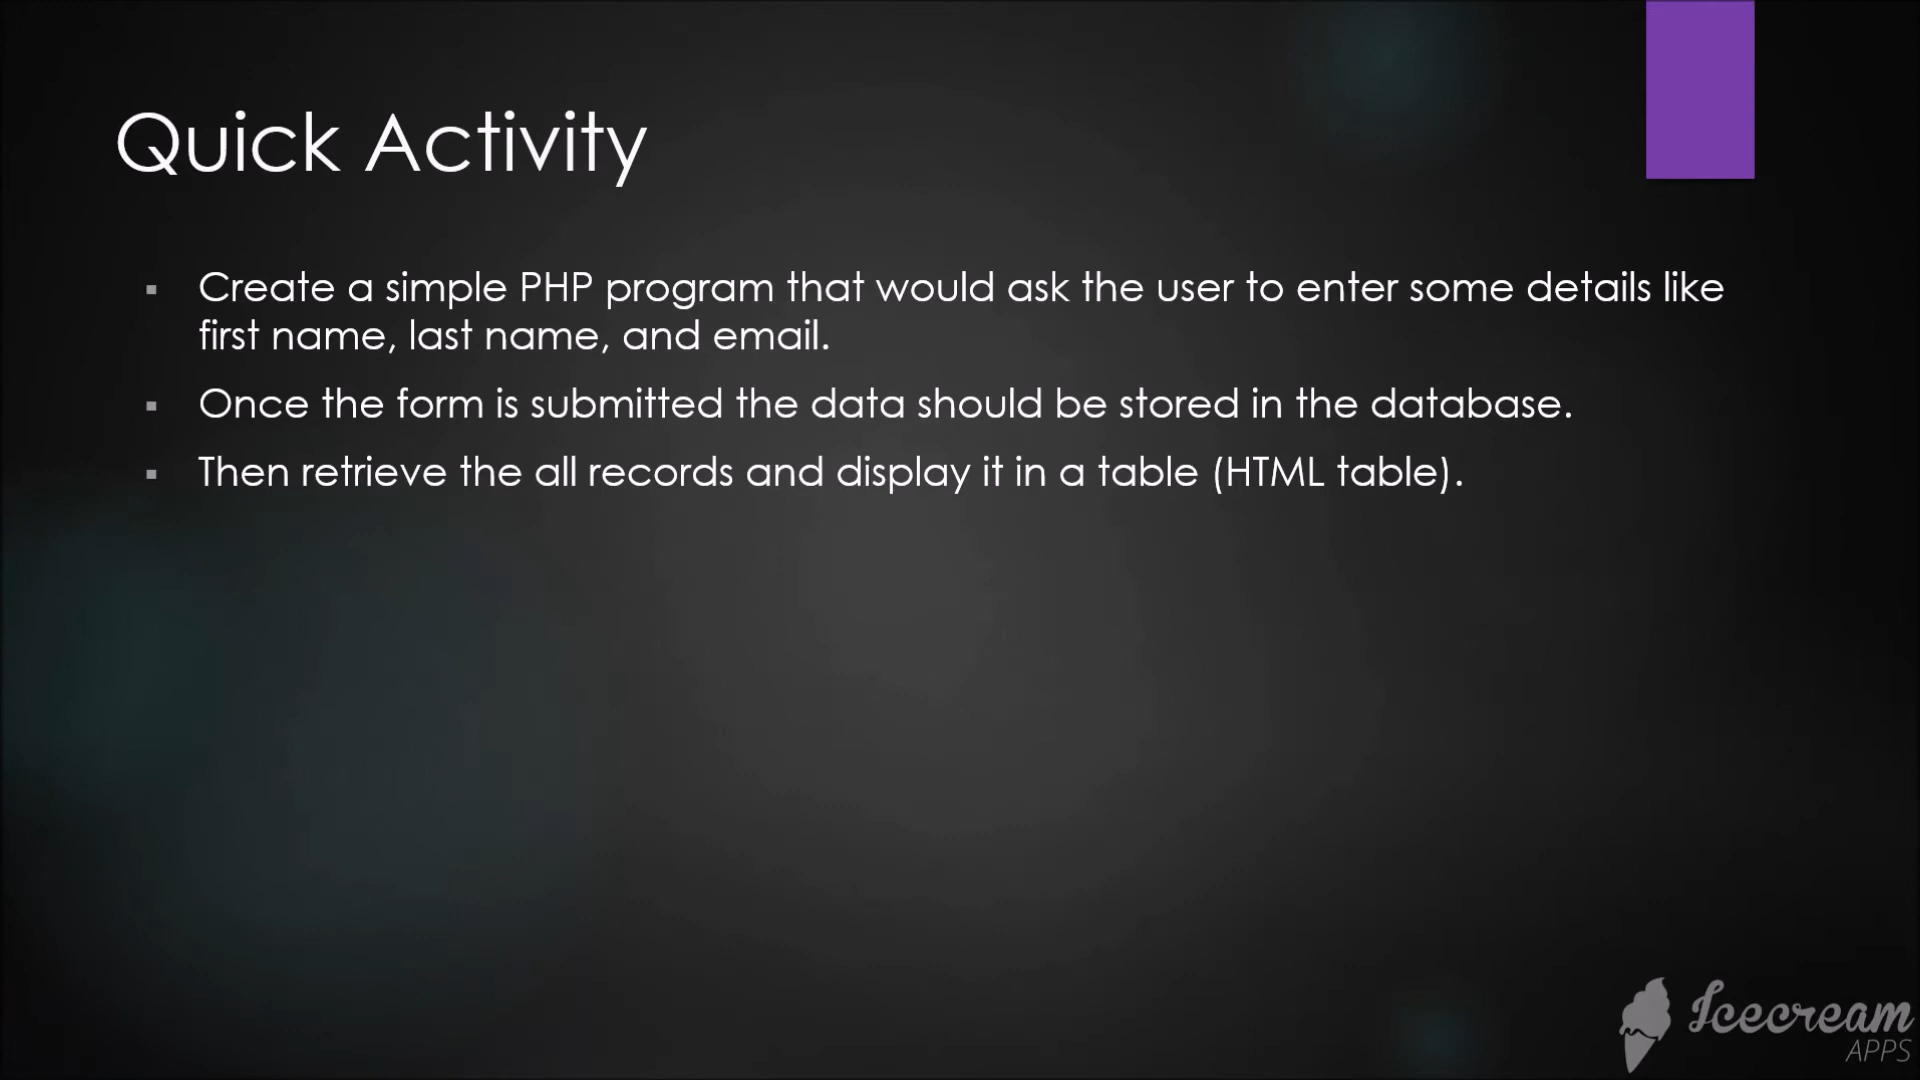 Quick Activity
Create a simple PHP program that would ask the user to enter some details like
first name, last name, and email.
Once the form is submitted the data should be stored in the database.
Then retrieve the all records and display it in a table (HTML table).
Icecream
APPS